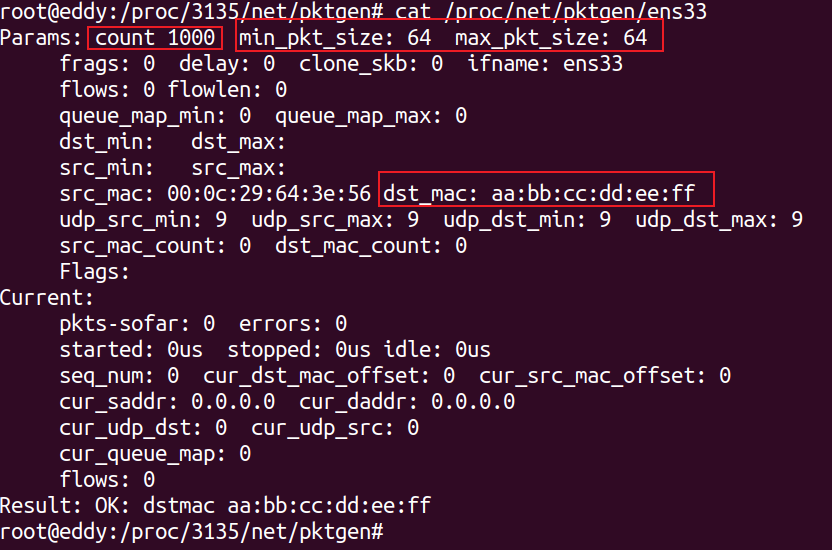 root@eddy:/proc/3135/net/pktgen# cat /proc/net/pktgen/ens33
Params: count 1000  min_pkt_size: 64  max_pkt_size: 64
     frags: 0  delay: 0  clone_skb: 0  ifname: ens33
     flows: 0 flowlen: 0
     queue_map_min: 0  queue_map_max: 0
     dst_min:   dst_max:
     src_min:   src_max:
     src_mac: 00:0c:29:64:3e:56 dst_mac: aa:bb:cc:dd:ee:ff
     udp_src_min: 9  udp_src_max: 9  udp_dst_min: 9  udp_dst_max: 9
     src_mac_count: 0  dst_mac_count: 0
     Flags:
Current:
     pkts-sofar: 0  errors: 0
     started: 0us  stopped: 0us idle: 0us
     seq_num: 0  cur_dst_mac_offset: 0  cur_src_mac_offset: 0
     cur_saddr: 0.0.0.0  cur_daddr: 0.0.0.0
     cur_udp_dst: 0  cur_udp_src: 0
     cur_queue_map: 0
     flows: 0
Result: OK: dstmac aa:bb:cc:dd:ee:ff
root@eddy:/proc/3135/net/pktgen#